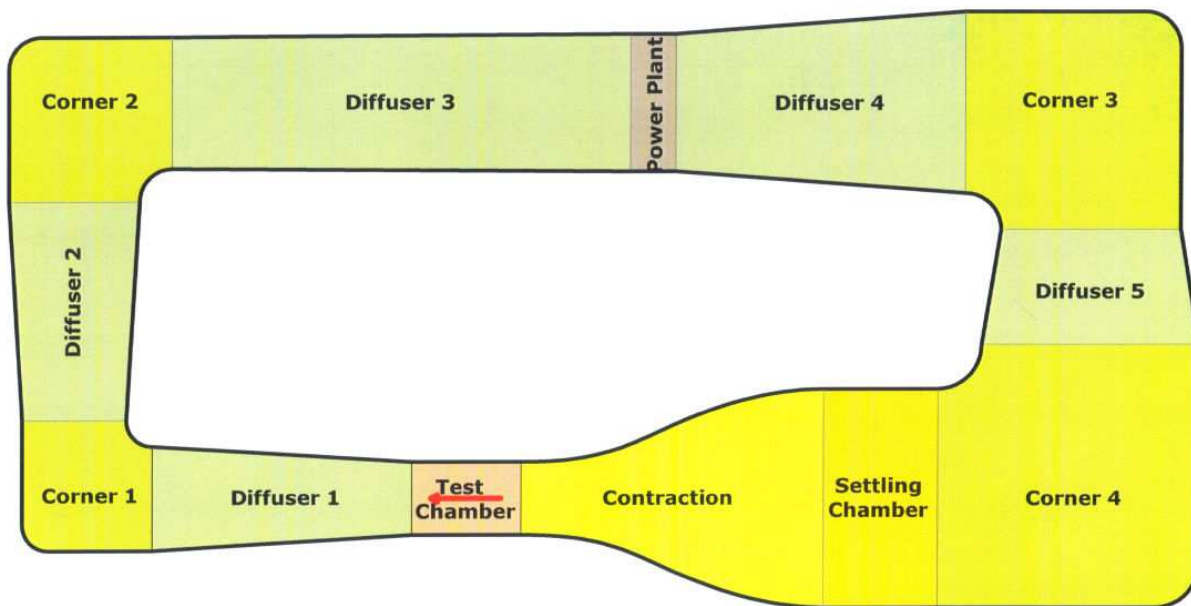 Corner 2
Diffuser 3
Power Plant
Diffuser 4
Corner 3
Diffuser 2
Diffuser 5
Corner 1
Diffuser 1
Test
Chamber
Contraction
Settling
Chamber
Corner 4